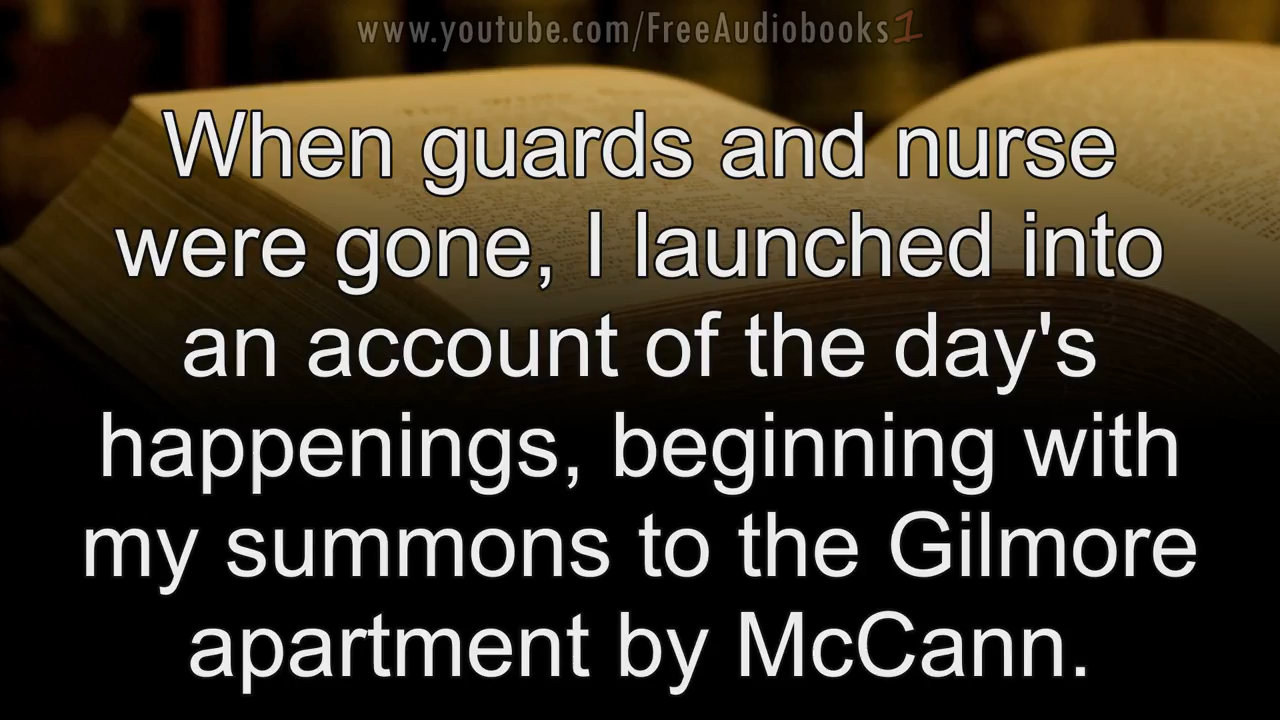 www.youtube.com/FreeAudiobooks1
When guards and nurse
were gone, I launched into
an account of the day's
happenings, beginning with
my summons to the Gilmore
apartment by McCann.